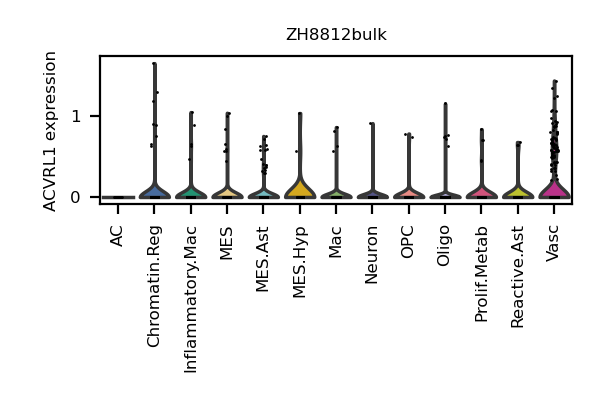 ZH8812bulk
ACVRL1 expression
1
0
AC
Chromatin.Reg
Inflammatory.Mac
MES
MES.Ast
MES.Hyp
Mac
Neuron
OPC
Oligo
Prolif.Metab
Reactive.Ast
Vasc